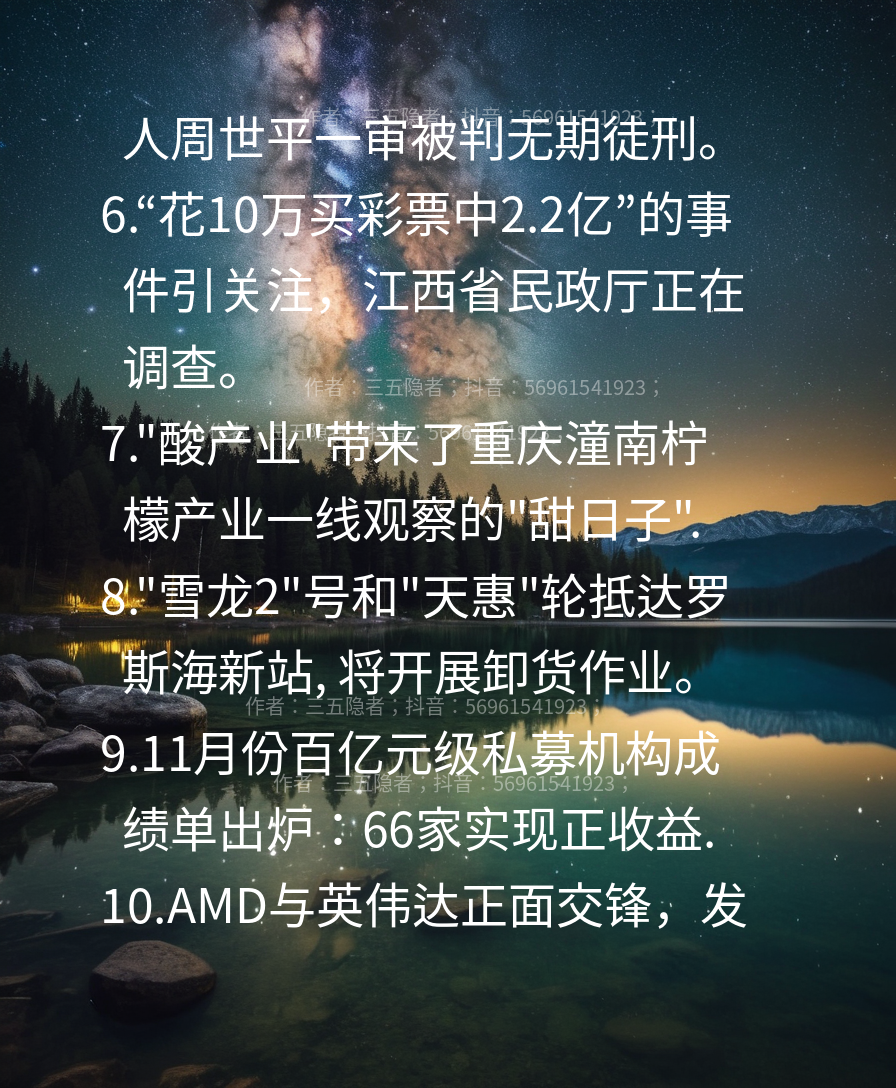 作者：三五隐者；抖音：56961541923；
人周世平一审被判无期徒刑。
6.“花10万买彩票中2.2亿”的事
件引关注，江西省民政厅正在
调查。
作者：三五隐者；抖音：56961541923；
7."酸产业"带来了重庆潼南柠
檬产业一线观察的"甜日子".
8."雪龙2"号和"天惠"轮抵达罗
斯海新站, 将开展卸货作业。
作者：三五隐者；抖音：56961541923；
9.11月份百亿元级私募机构成
作者：三五隐者；抖音：56961541923；
绩单出炉：66家实现正收益.
10.AMD与英伟达正面交锋，发